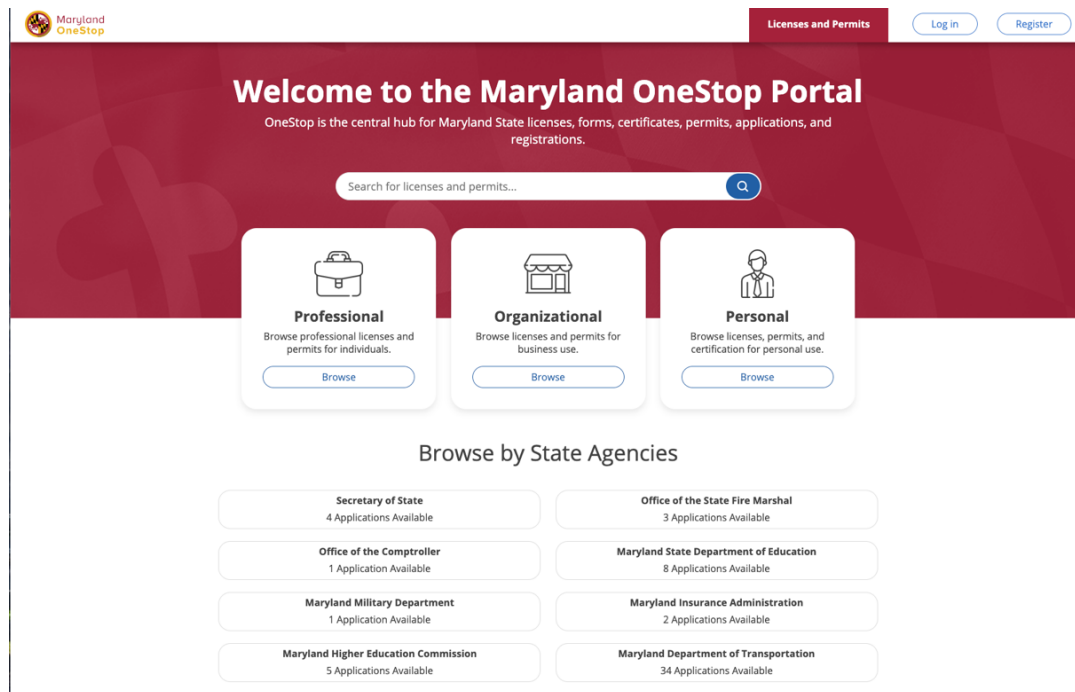 Maryland
OneStop
Licenses and Permits
Log in
Register
Welcome to the Maryland OneStop Portal
OneStop is the central hub for Maryland State licenses, forms, certificates, permits, applications, and
registrations.
Search for licenses and permits...
Professional
Browse professional licenses and
permits for individuals.
Browse
Organizational
Browse licenses and permits for
business use.
Browse
Personal
Browse licenses, permits, and
certification for personal use.
Browse
Browse by State Agencies
Secretary of State
4 Applications Available
Office of the State Fire Marshal
3 Applications Available
Office of the Comptroller
1 Application Available
Maryland State Department of Education
8 Applications Available
Maryland Military Department
1 Application Available
Maryland Insurance Administration
2 Applications Available
Maryland Higher Education Commission
5 Applications Available
Maryland Department of Transportation
34 Applications Available